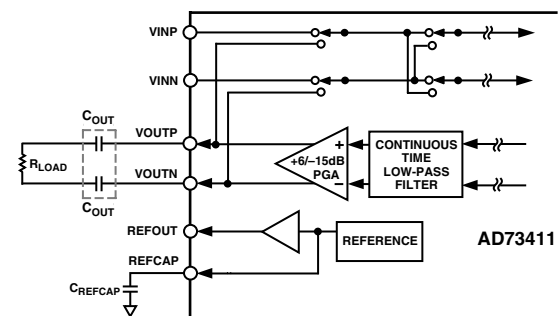 VINP
VINN
COUT
VOUTP
RLOAD
VOUTN
COUT
+
+6/–15dB
PGA
–
CONTINUOUS
TIME
LOW-PASS
FILTER
REFOUT
REFERENCE
AD73411
REFCAP
CREFCAP